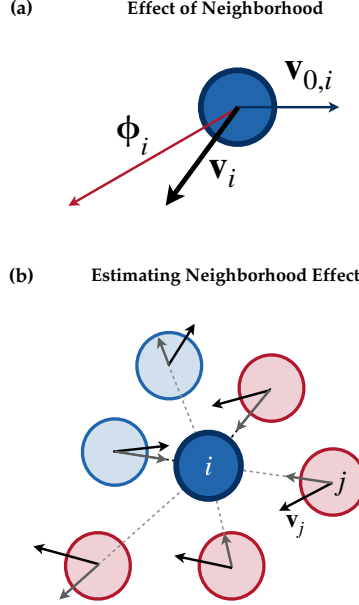 (a) Effect of Neighborhood
v₀,ᵢ
ϕᵢ
vᵢ
(b) Estimating Neighborhood Effect
i
j
vⱼ